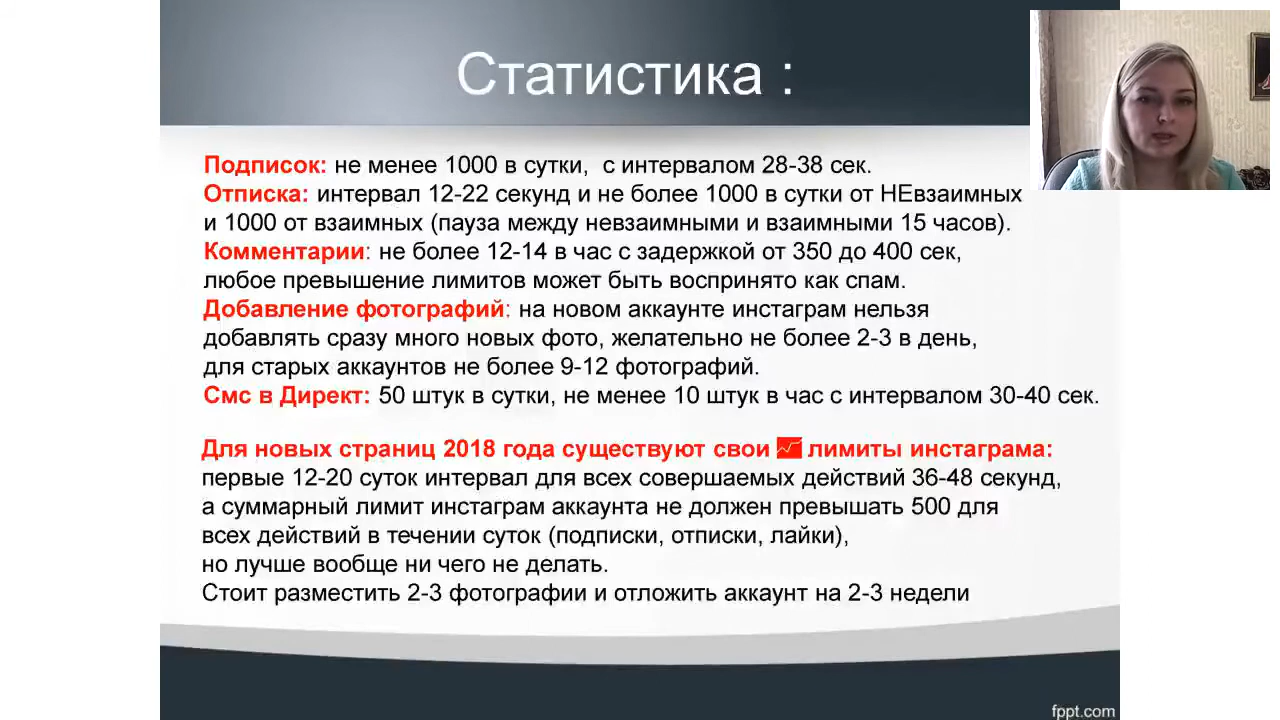 Статистика :
Подписок: не менее 1000 в сутки, с интервалом 28-38 сек.
Отписка: интервал 12-22 секунд и не более 1000 в сутки от НЕвзаимных
и 1000 от взаимных (пауза между невзаимными и взаимными 15 часов).
Комментарии: не более 12-14 в час с задержкой от 350 до 400 сек,
любое превышение лимитов может быть воспринято как спам.
Добавление фотографий: на новом аккаунте инстаграм нельзя
добавлять сразу много новых фото, желательно не более 2-3 в день,
для старых аккаунтов не более 9-12 фотографий.
Смс в Директ: 50 штук в сутки, не менее 10 штук в час с интервалом 30-40 сек.
Для новых страниц 2018 года существуют свои лимиты инстаграма:
первые 12-20 суток интервал для всех совершаемых действий 36-48 секунд,
а суммарный лимит инстаграм аккаунта не должен превышать 500 для
всех действий в течении суток (подписки, отписки, лайки),
но лучше вообще ни чего не делать.
Стоит разместить 2-3 фотографии и отложить аккаунт на 2-3 недели
fppt.com